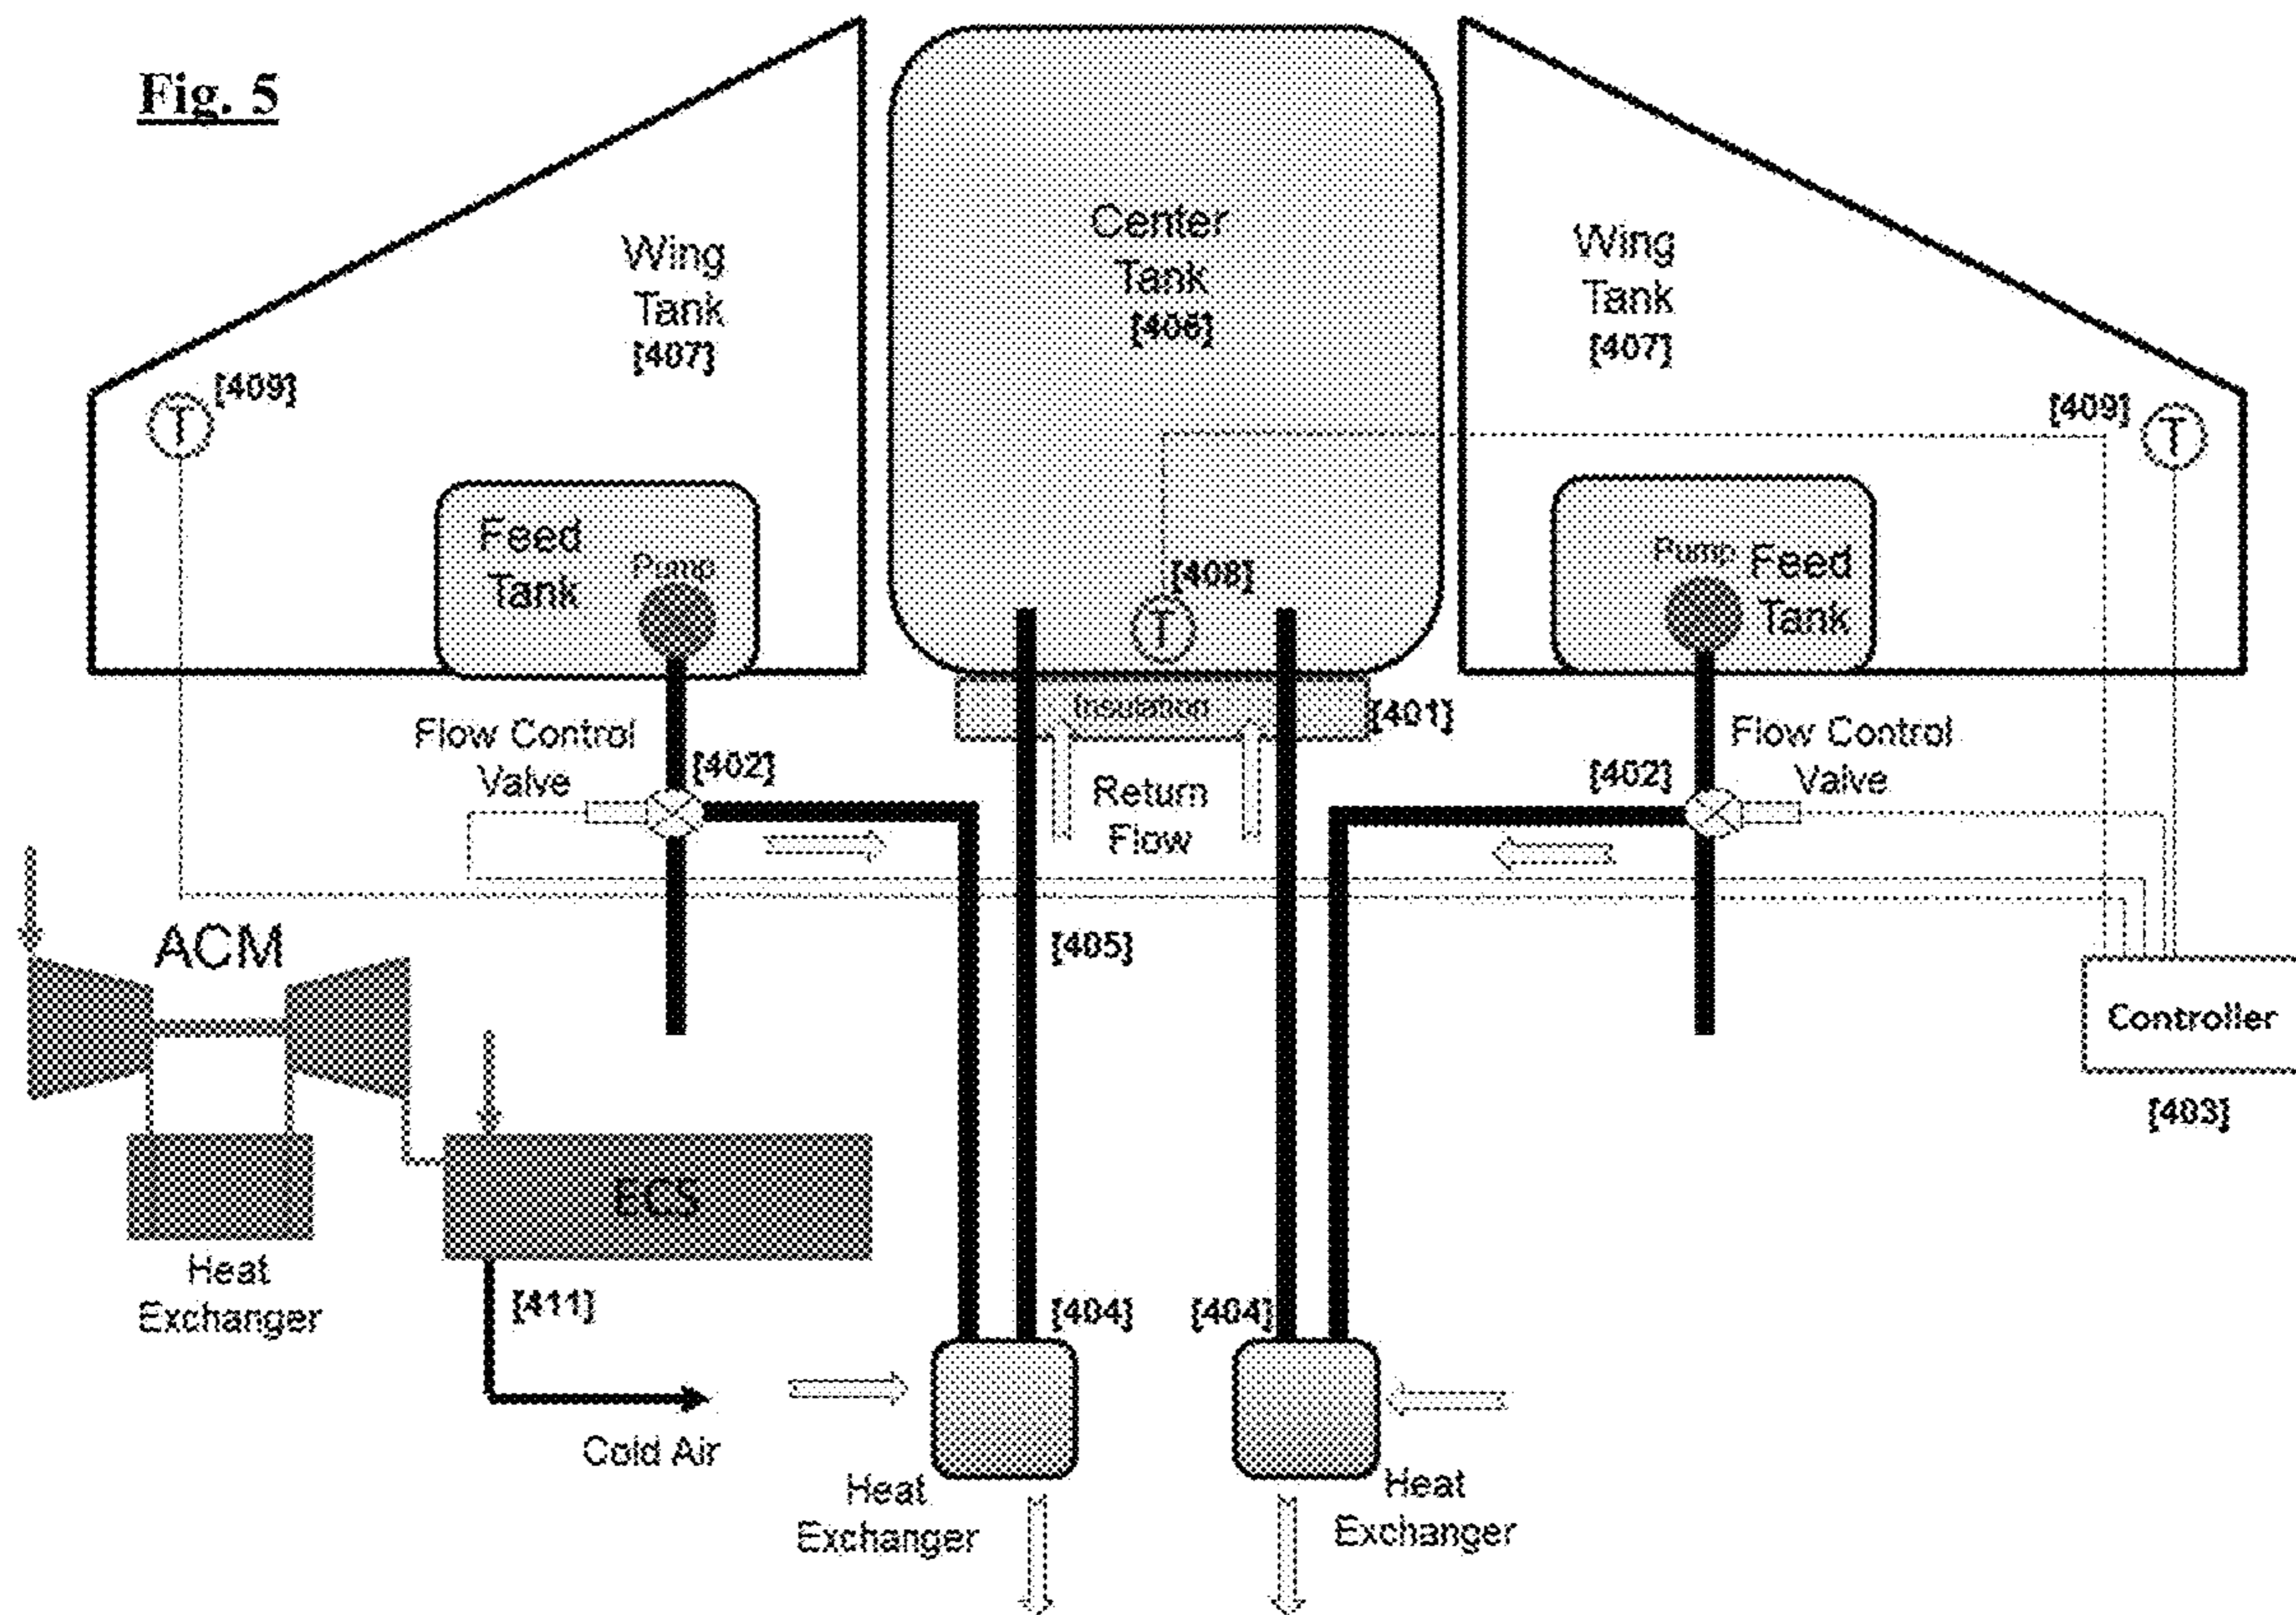 Fig. 5
Wing
Tank
[407]
Center
Tank
[406]
Wing
Tank
[407]
[409]
T
[409]
T
Feed
Tank
Pump
[408]
T
Pump
Feed
Tank
Insulation
[401]
Flow Control
Valve
[402]
Return
Flow
[402]
Flow Control
Valve
ACM
[405]
Controller
[403]
ECS
Heat
Exchanger
[411]
[404]
[404]
Cold Air
Heat
Exchanger
Heat
Exchanger